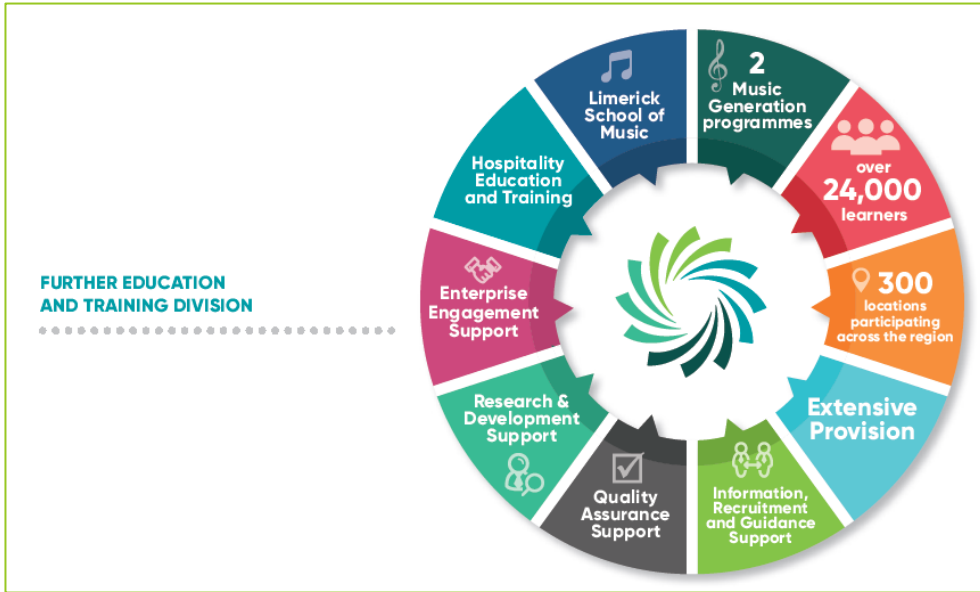 FURTHER EDUCATION
AND TRAINING DIVISION
Limerick
School of
Music
2
Music
Generation
programmes
over
24,000
learners
300
locations
participating
across the region
Extensive
Provision
Information,
Recruitment
and Guidance
Support
Quality
Assurance
Support
Research &
Development
Support
Enterprise
Engagement
Support
Hospitality
Education
and Training